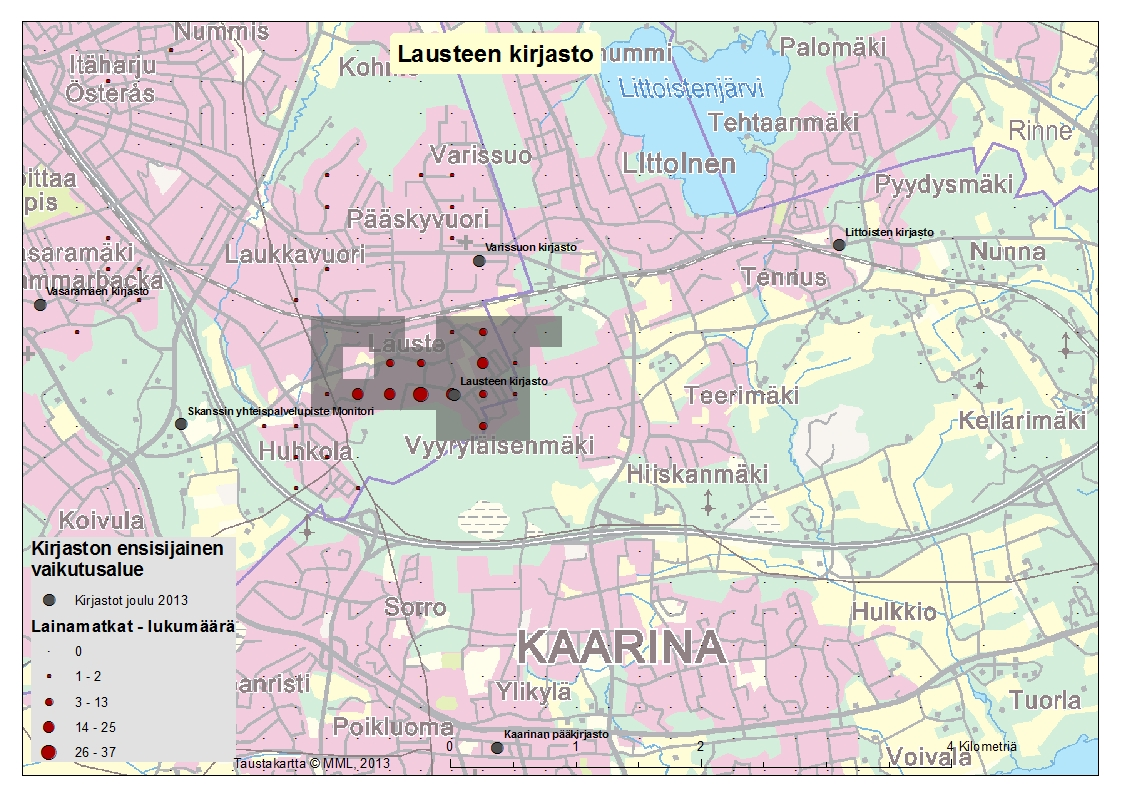 Nummis
Lausteen kirjasto
nummi
Palomäki
Itäharju
Österås
Littoistenjärvi
Tehtaanmäki
Rinne
Varissuo
LIttoInen
Pyydysmäki
Pääskyvuori
Littoisten kirjasto
Laukkavuori
Varissuon kirjasto
Nunna
Tennus
Vasaramäen kirjasto
Lauste
Lausteen kirjasto
Teerimäki
Skanssin yhteispalvelupiste Monitori
Kellarimäki
Huhkola
Vyyryläisenmäki
Hiiskanmäki
Koivula
Kirjaston ensisijainen
vaikutusalue
Kirjastot joulu 2013
Lainamatkat - lukumäärä
0
1 - 2
3 - 13
14 - 25
26 - 37
Sorro
Hulkkio
KAARINA
Ylikylä
Tuorla
Poikluoma
Kaarinan pääkirjasto
0 1 2 4 Kilometriä
Voivala
Taustakartta © MML, 2013